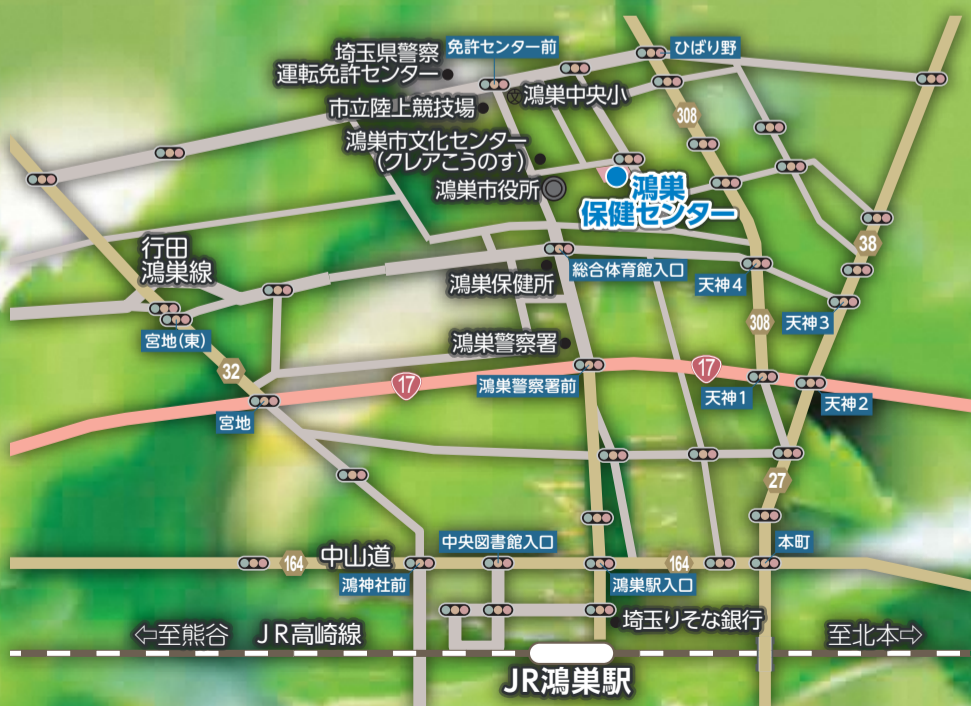 埼玉県警察
運転免許センター
免許センター前
ひばり野
鴻巣中央小
市立陸上競技場
308
鴻巣市文化センター
(クレアこうのす)
鴻巣市役所
鴻巣
保健センター
38
行田
鴻巣線
総合体育館入口
鴻巣保健所
天神4
天神3
308
宮地(東)
鴻巣警察署
32
17
鴻巣警察署前
17
天神1
天神2
宮地
27
中央図書館入口
本町
164
中山道
164
鴻神社前
鴻巣駅入口
埼玉りそな銀行
⇦至熊谷
JR高崎線
至北本⇨
JR鴻巣駅